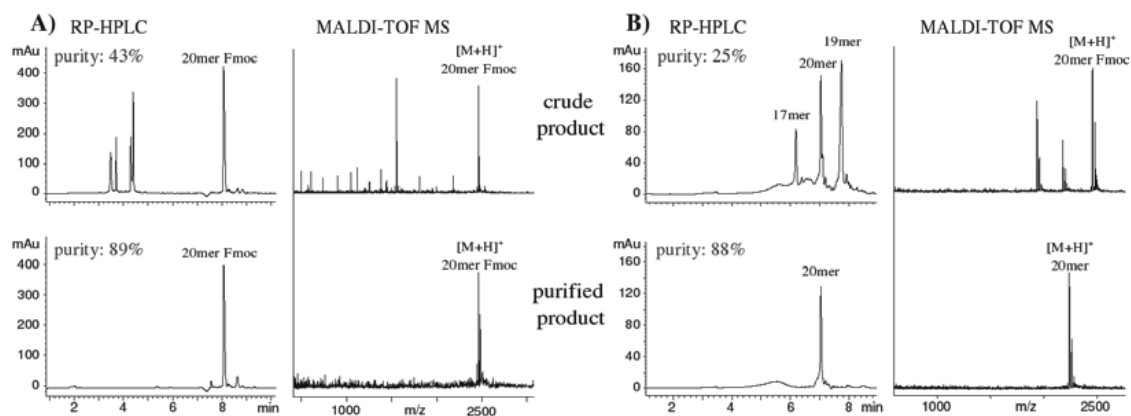 A)
RP-HPLC
MALDI-TOF MS
mAu
purity: 43%
20mer Fmoc
[M+H]+
20mer Fmoc
400
300
200
100
0
crude
product
B)
RP-HPLC
MALDI-TOF MS
mAu
purity: 25%
19mer
20mer
17mer
[M+H]+
20mer Fmoc
160
120
80
40
0
mAu
purity: 89%
20mer Fmoc
[M+H]+
20mer Fmoc
400
300
200
100
0
2 4 6 8 min
1000 m/z 2500
purified
product
mAu
purity: 88%
20mer
[M+H]+
20mer
160
120
80
40
0
2 4 6 8 min
1000 m/z 2500